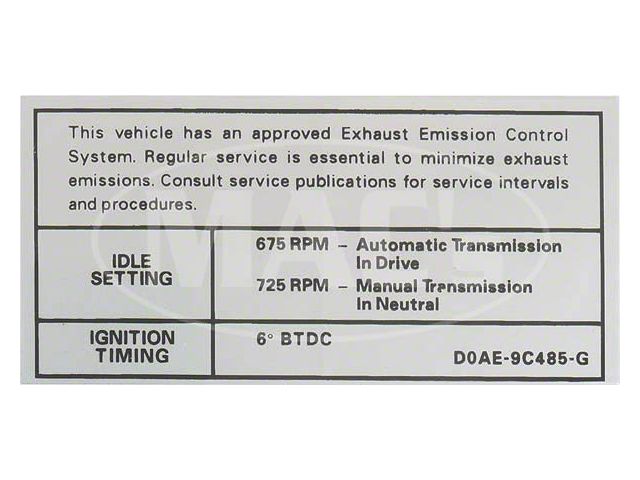 This vehicle has an approved Exhaust Emission Control
System. Regular service is essential to minimize exhaust
emissions. Consult service publications for service intervals
and procedures.
IDLE
SETTING
675 RPM – Automatic Transmission
In Drive
725 RPM – Manual Transmission
In Neutral
IGNITION
TIMING
6° BTDC
D0AE-9C485-G
MAC'S